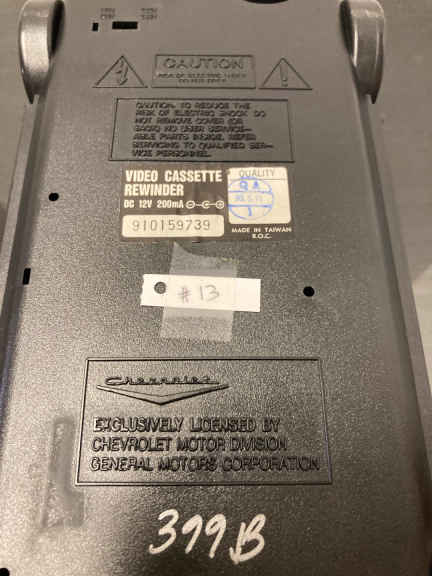 CAUTION
RISK OF ELECTRIC SHOCK
DO NOT OPEN
CAUTION: TO REDUCE THE
RISK OF ELECTRIC SHOCK DO
NOT REMOVE COVER (OR
BACK) NO USER SERVICE-
ABLE PARTS INSIDE. REFER
SERVICING TO QUALIFIED SER-
VICE PERSONNEL.
VIDEO CASSETTE
REWINDER
DC 12V 200mA
910159739
QUALITY
Q A
1
MADE IN TAIWAN
R.O.C.
#13
Chevrolet
EXCLUSIVELY LICENSED BY
CHEVROLET MOTOR DIVISION
GENERAL MOTORS CORPORATION
399B